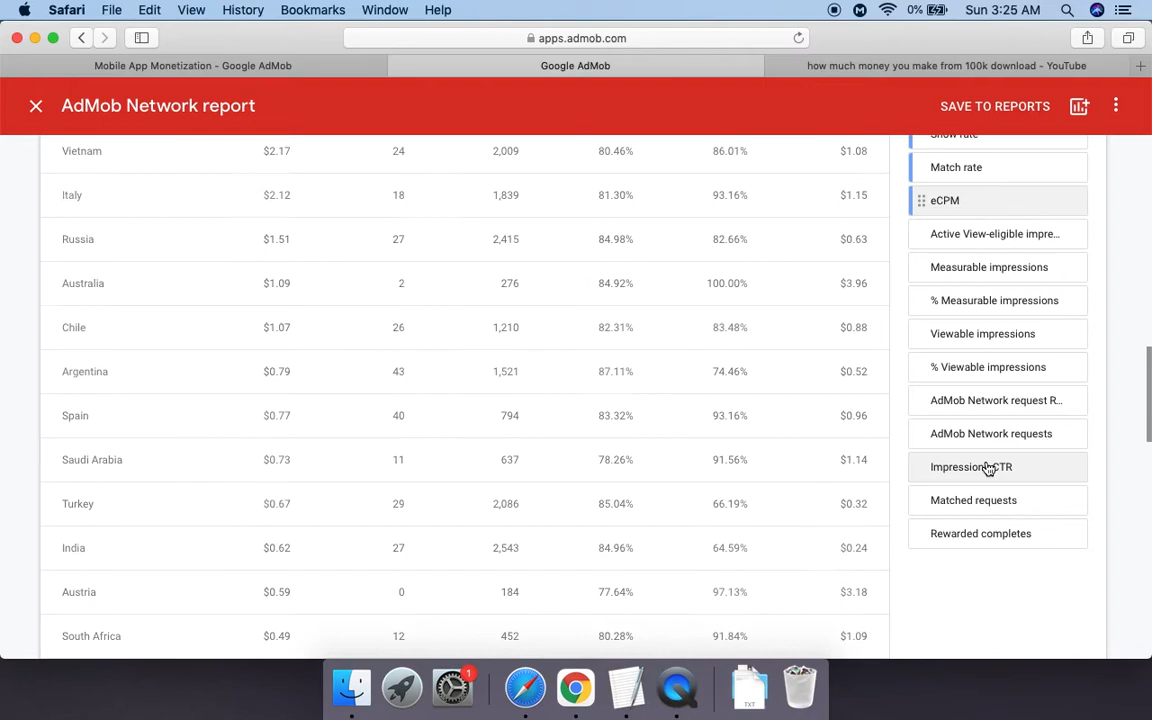 Safari File Edit View History Bookmarks Window Help 0% Sun 3:25 AM
apps.admob.com
Mobile App Monetization - Google AdMob Google AdMob how much money you make from 100k download - YouTube
AdMob Network report SAVE TO REPORTS
Show rate
Vietnam $2.17 24 2,009 80.46% 86.01% $1.08
Match rate
Italy $2.12 18 1,839 81.30% 93.16% $1.15
eCPM
Russia $1.51 27 2,415 84.98% 82.66% $0.63
Active View-eligible impre...
Measurable impressions
Australia $1.09 2 276 84.92% 100.00% $3.96
% Measurable impressions
Chile $1.07 26 1,210 82.31% 83.48% $0.88
Viewable impressions
Argentina $0.79 43 1,521 87.11% 74.46% $0.52
% Viewable impressions
AdMob Network request R...
Spain $0.77 40 794 83.32% 93.16% $0.96
AdMob Network requests
Saudi Arabia $0.73 11 637 78.26% 91.56% $1.14
Impression CTR
Turkey $0.67 29 2,086 85.04% 66.19% $0.32
Matched requests
Rewarded completes
India $0.62 27 2,543 84.96% 64.59% $0.24
Austria $0.59 0 184 77.64% 97.13% $3.18
South Africa $0.49 12 452 80.28% 91.84% $1.09
1
TXT